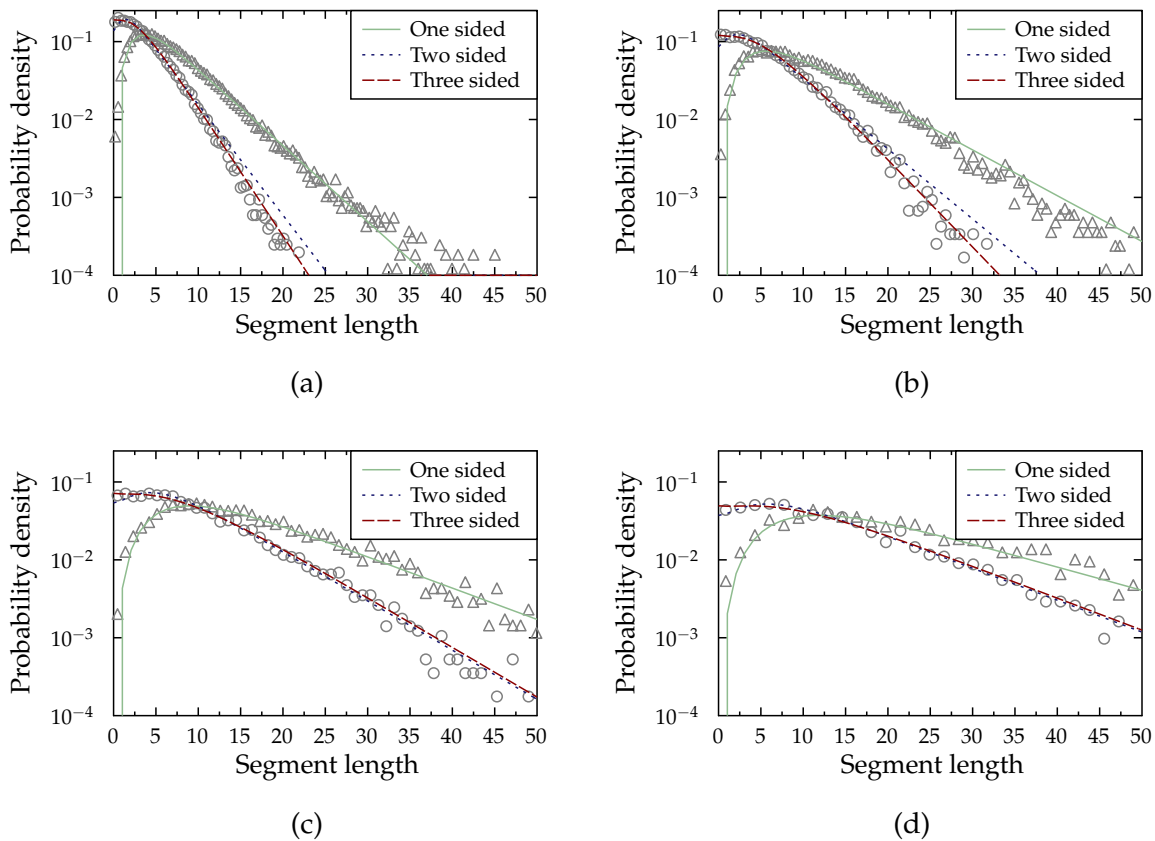 Probability density
10⁻¹
10⁻²
10⁻³
10⁻⁴
0 5 10 15 20 25 30 35 40 45 50
Segment length
One sided
Two sided
Three sided
(a)
Probability density
10⁻¹
10⁻²
10⁻³
10⁻⁴
0 5 10 15 20 25 30 35 40 45 50
Segment length
One sided
Two sided
Three sided
(b)
Probability density
10⁻¹
10⁻²
10⁻³
10⁻⁴
0 5 10 15 20 25 30 35 40 45 50
Segment length
One sided
Two sided
Three sided
(c)
Probability density
10⁻¹
10⁻²
10⁻³
10⁻⁴
0 5 10 15 20 25 30 35 40 45 50
Segment length
One sided
Two sided
Three sided
(d)